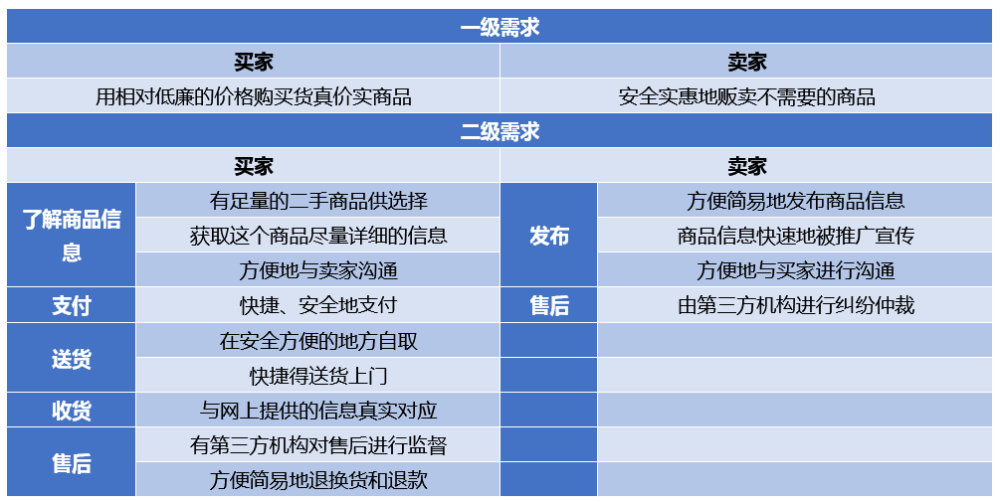 一级需求
买家 卖家
用相对低廉的价格购买货真价实商品 安全实惠地贩卖不需要的商品
二级需求
买家 卖家
了解商品信
息
有足量的二手商品供选择
获取这个商品尽量详细的信息
方便地与卖家沟通
发布
方便简易地发布商品信息
商品信息快速地被推广宣传
方便地与买家进行沟通
支付 快捷、安全地支付 售后 由第三方机构进行纠纷仲裁
送货
在安全方便的地方自取
快捷得送货上门
收货 与网上提供的信息真实对应
售后
有第三方机构对售后进行监督
方便简易地退换货和退款